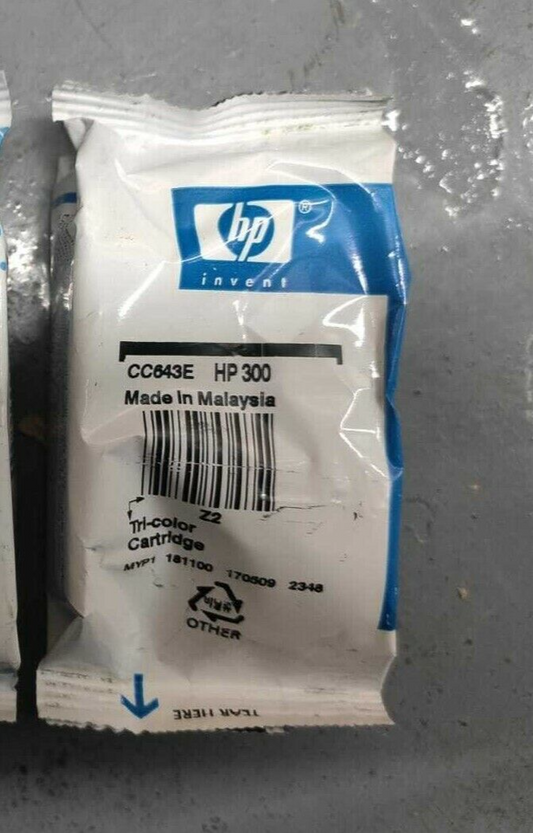 hp
®
invent
CC643E HP 300
Made in Malaysia
Z2
Tri-color
Cartridge
MYP1 181100 170509 2348
OTHER
TEAR HERE